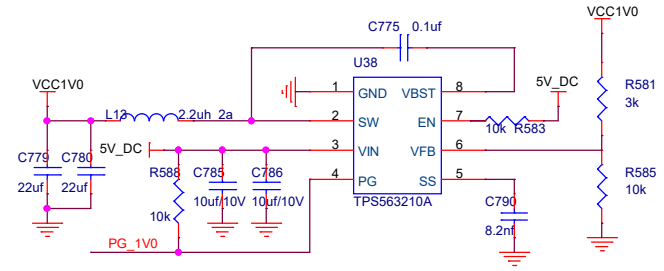 C775 0.1uf
VCC1V0
U38
VCC1V0
1 GND VBST 8
5V_DC
R581
3k
L13 2.2uh 2a
2 SW EN 7
10k R583
5V_DC
3 VIN VFB 6
C779
22uf
C780
22uf
R588
10k
C785
10uf/10V
C786
10uf/10V
4 PG SS 5
TPS563210A
R585
10k
C790
8.2nf
PG_1V0